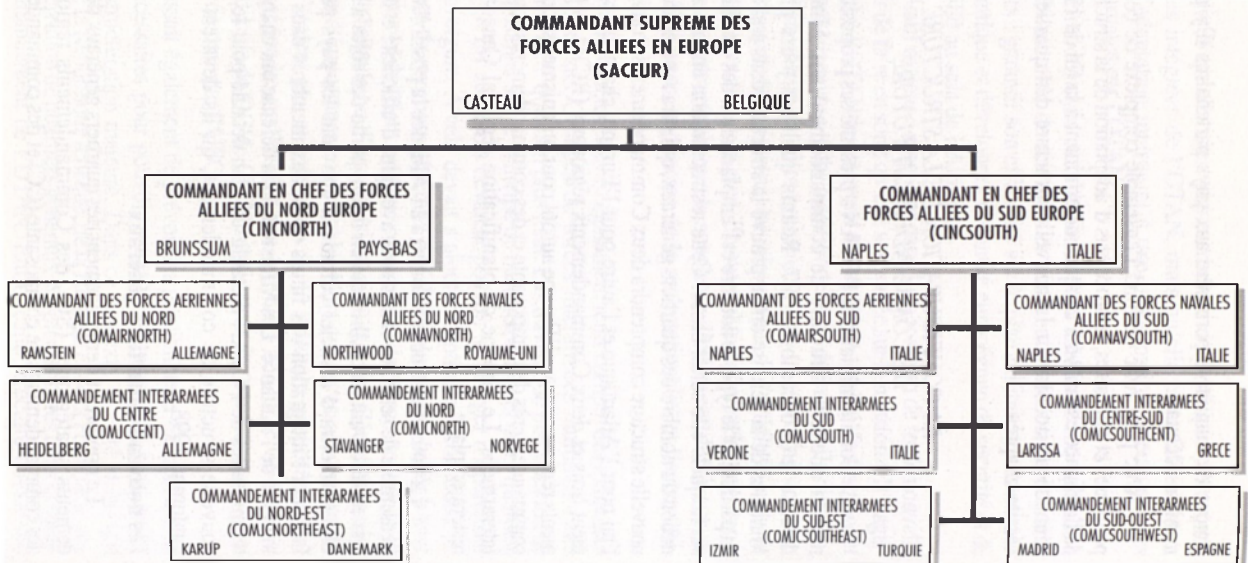 COMMANDANT SUPREME DES
FORCES ALLIEES EN EUROPE
(SACEUR)
CASTEAU BELGIQUE
COMMANDANT EN CHEF DES FORCES
ALLIEES DU NORD EUROPE
(CINCNORTH)
BRUNSSUM PAYS-BAS
COMMANDANT EN CHEF DES
FORCES ALLIEES DU SUD EUROPE
(CINCSOUTH)
NAPLES ITALIE
COMMANDANT DES FORCES AERIENNES
ALLIEES DU NORD
(COMAIRNORTH)
RAMSTEIN ALLEMAGNE
COMMANDANT DES FORCES NAVALES
ALLIEES DU NORD
(COMNAVNORTH)
NORTHWOOD ROYAUME-UNI
COMMANDANT DES FORCES AERIENNES
ALLIEES DU SUD
(COMAIRSOUTH)
NAPLES ITALIE
COMMANDANT DES FORCES NAVALES
ALLIEES DU SUD
(COMNAVSOUTH)
NAPLES ITALIE
COMMANDEMENT INTERARMEES
DU CENTRE
(COMJCCENT)
HEIDELBERG ALLEMAGNE
COMMANDEMENT INTERARMEES
DU NORD
(COMJCNORTH)
STAVANGER NORVEGE
COMMANDEMENT INTERARMEES
DU SUD
(COMJCSOUTH)
VERONE ITALIE
COMMANDEMENT INTERARMEES
DU CENTRE-SUD
(COMJCSOUTHCENT)
LARISSA GRECE
COMMANDEMENT INTERARMEES
DU NORD-EST
(COMJCNORTHEAST)
KARUP DANEMARK
COMMANDEMENT INTERARMEES
DU SUD-EST
(COMJCSOUTHEAST)
IZMIR TURQUIE
COMMANDEMENT INTERARMEES
DU SUD-OUEST
(COMJCSOUTHWEST)
MADRID ESPAGNE